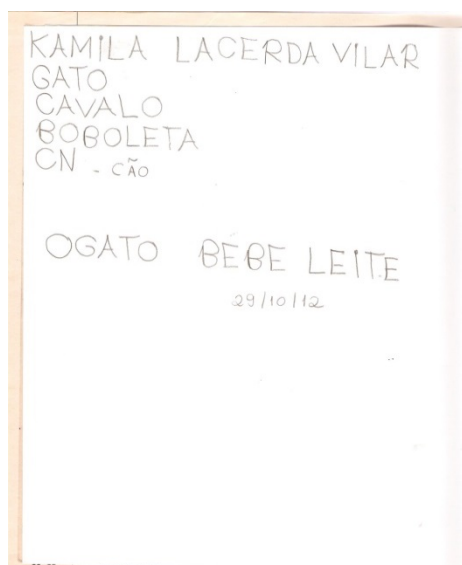 KAMILA LACERDA VILAR
GATO
CAVALO
BOBOLETA
CN - CÃO
OGATO BEBE LEITE
29/10/12